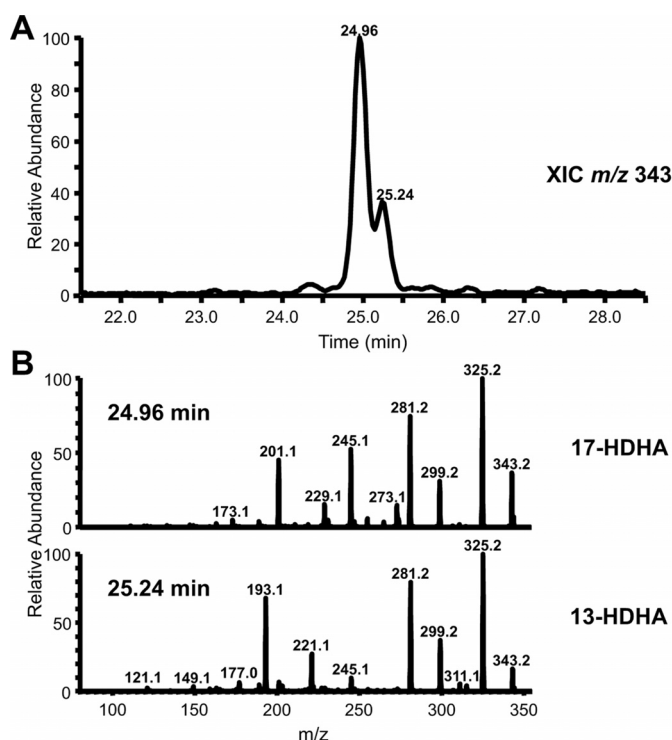 A
24.96
25.24
XIC m/z 343
Relative Abundance
100
80
60
40
20
0
22.0 23.0 24.0 25.0 26.0 27.0 28.0
Time (min)
B
24.96 min
17-HDHA
Relative Abundance
100
50
0
173.1
201.1
229.1
245.1
273.1
281.2
299.2
325.2
343.2
25.24 min
13-HDHA
Relative Abundance
100
50
0
121.1
149.1
177.0
193.1
221.1
245.1
281.2
299.2
311.1
325.2
343.2
100 150 200 250 300 350
m/z